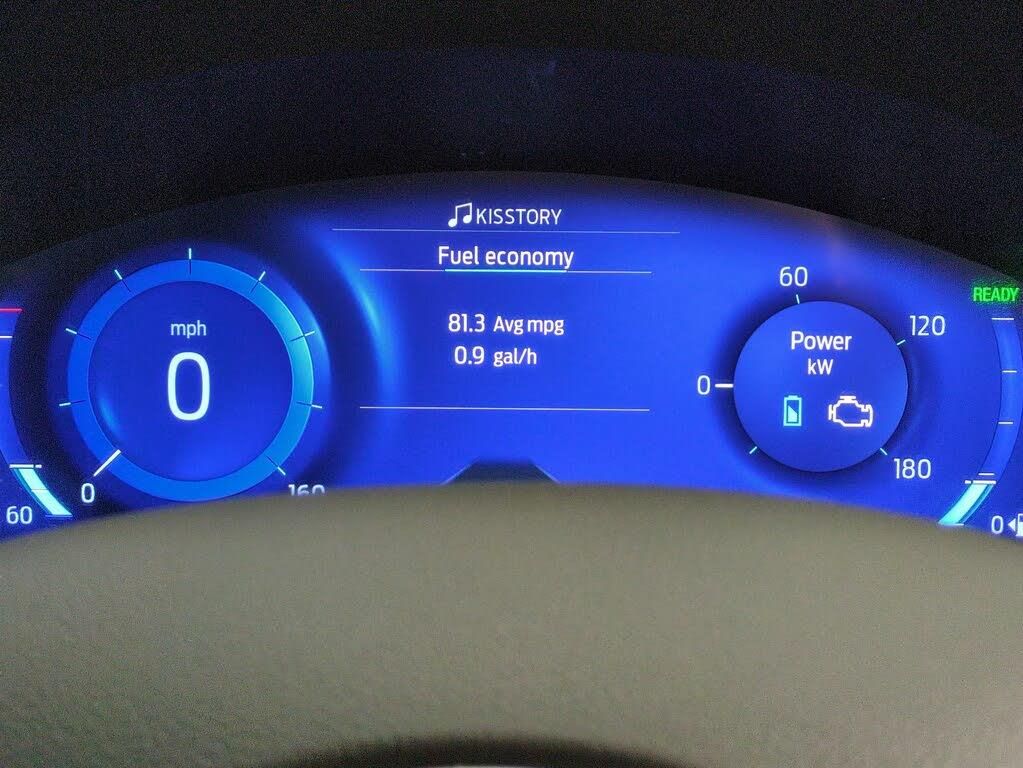 KISSTORY
Fuel economy
81.3 Avg mpg
0.9 gal/h
mph
0
0
160
60
Power
kW
0
60
120
180
READY
0